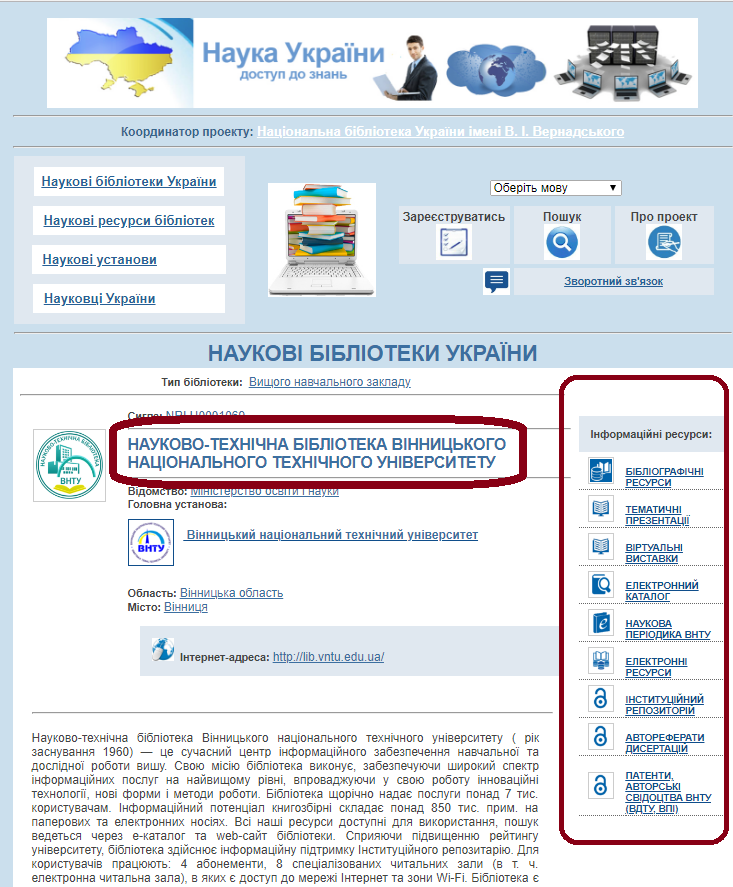 Наука України
доступ до знань
Координатор проекту: Національна бібліотека України імені В. І. Вернадського
Наукові бібліотеки України
Наукові ресурси бібліотек
Наукові установи
Науковці України
Оберіть мову
Зареєструватись
Пошук
Про проект
Зворотний зв'язок
НАУКОВІ БІБЛІОТЕКИ УКРАЇНИ
Тип бібліотеки: Вищого навчального закладу
НАУКОВО-ТЕХНІЧНА БІБЛІОТЕКА ВІННИЦЬКОГО
НАЦІОНАЛЬНОГО ТЕХНІЧНОГО УНІВЕРСИТЕТУ
НАУКОВО-ТЕХНІЧНА БІБЛІОТЕКА
ВНТУ
Відомство: Міністерство освіти і науки
Головна установа:
ВНТУ
Вінницький національний технічний університет
Область: Вінницька область
Місто: Вінниця
Інтернет-адреса: http://lib.vntu.edu.ua/
Науково-технічна бібліотека Вінницького національного технічного університету ( рік
заснування 1960) — це сучасний центр інформаційного забезпечення навчальної та
дослідної роботи вишу. Свою місію бібліотека виконує, забезпечуючи широкий спектр
інформаційних послуг на найвищому рівні, впроваджуючи у свою роботу інноваційні
технології, нові форми і методи роботи. Бібліотека щорічно надає послуги понад 7 тис.
користувачам. Інформаційний потенціал книгозбірні складає понад 850 тис. прим. на
паперових та електронних носіях. Всі наші ресурси доступні для використання, пошук
ведеться через е-каталог та web-сайт бібліотеки. Сприяючи підвищенню рейтингу
університету, бібліотека здійснює інформаційну підтримку Інституційного репозитарію. Для
користувачів працюють: 4 абонементи, 8 спеціалізованих читальних зали (в т. ч.
електронна читальна зала), в яких є доступ до мережі Інтернет та зони Wi-Fi. Бібліотека є
Інформаційні ресурси:
БІБЛІОГРАФІЧНІ
РЕСУРСИ
ТЕМАТИЧНІ
ПРЕЗЕНТАЦІЇ
ВІРТУАЛЬНІ
ВИСТАВКИ
ЕЛЕКТРОННИЙ
КАТАЛОГ
НАУКОВА
ПЕРІОДИКА ВНТУ
ЕЛЕКТРОННІ
РЕСУРСИ
ІНСТИТУЦІЙНИЙ
РЕПОЗИТОРІЙ
АВТОРЕФЕРАТИ
ДИСЕРТАЦІЙ
ПАТЕНТИ,
АВТОРСЬКІ
СВІДОЦТВА ВНТУ
(ВДТУ, ВПІ)